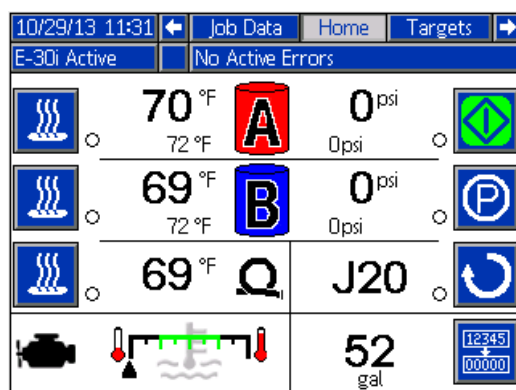 10/29/13 11:31 Job Data Home Targets
E-30i Active No Active Errors
70 °F A 0 psi
72 °F 0psi
69 °F B 0 psi
72 °F 0psi
P
69 °F J20
52
gal
12345
00000